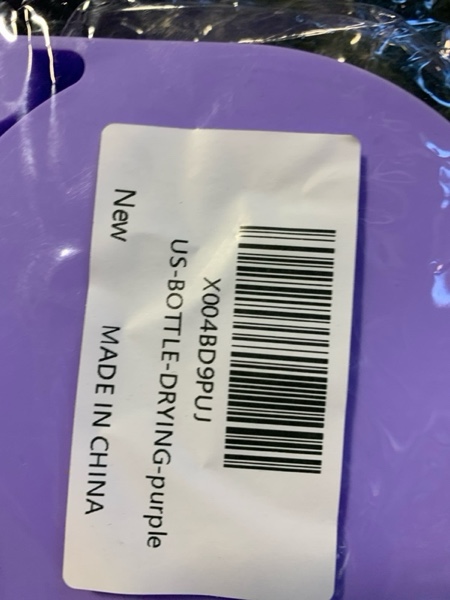 X004BD9PUJ
US-BOTTLE-DRYING-purple
New MADE IN CHINA